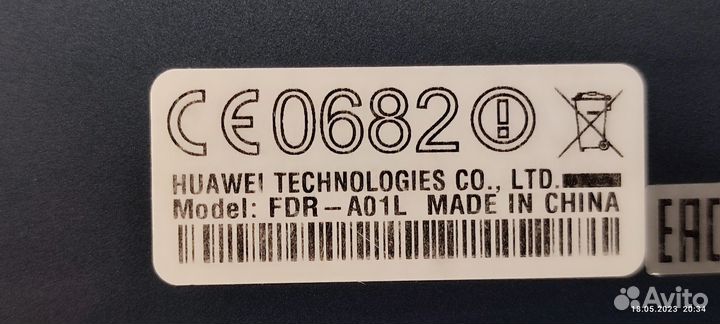 CE0682
HUAWEI TECHNOLOGIES CO., LTD.
Model: FDR-A01L MADE IN CHINA
EAC
Avito
18.05.2023 20:34